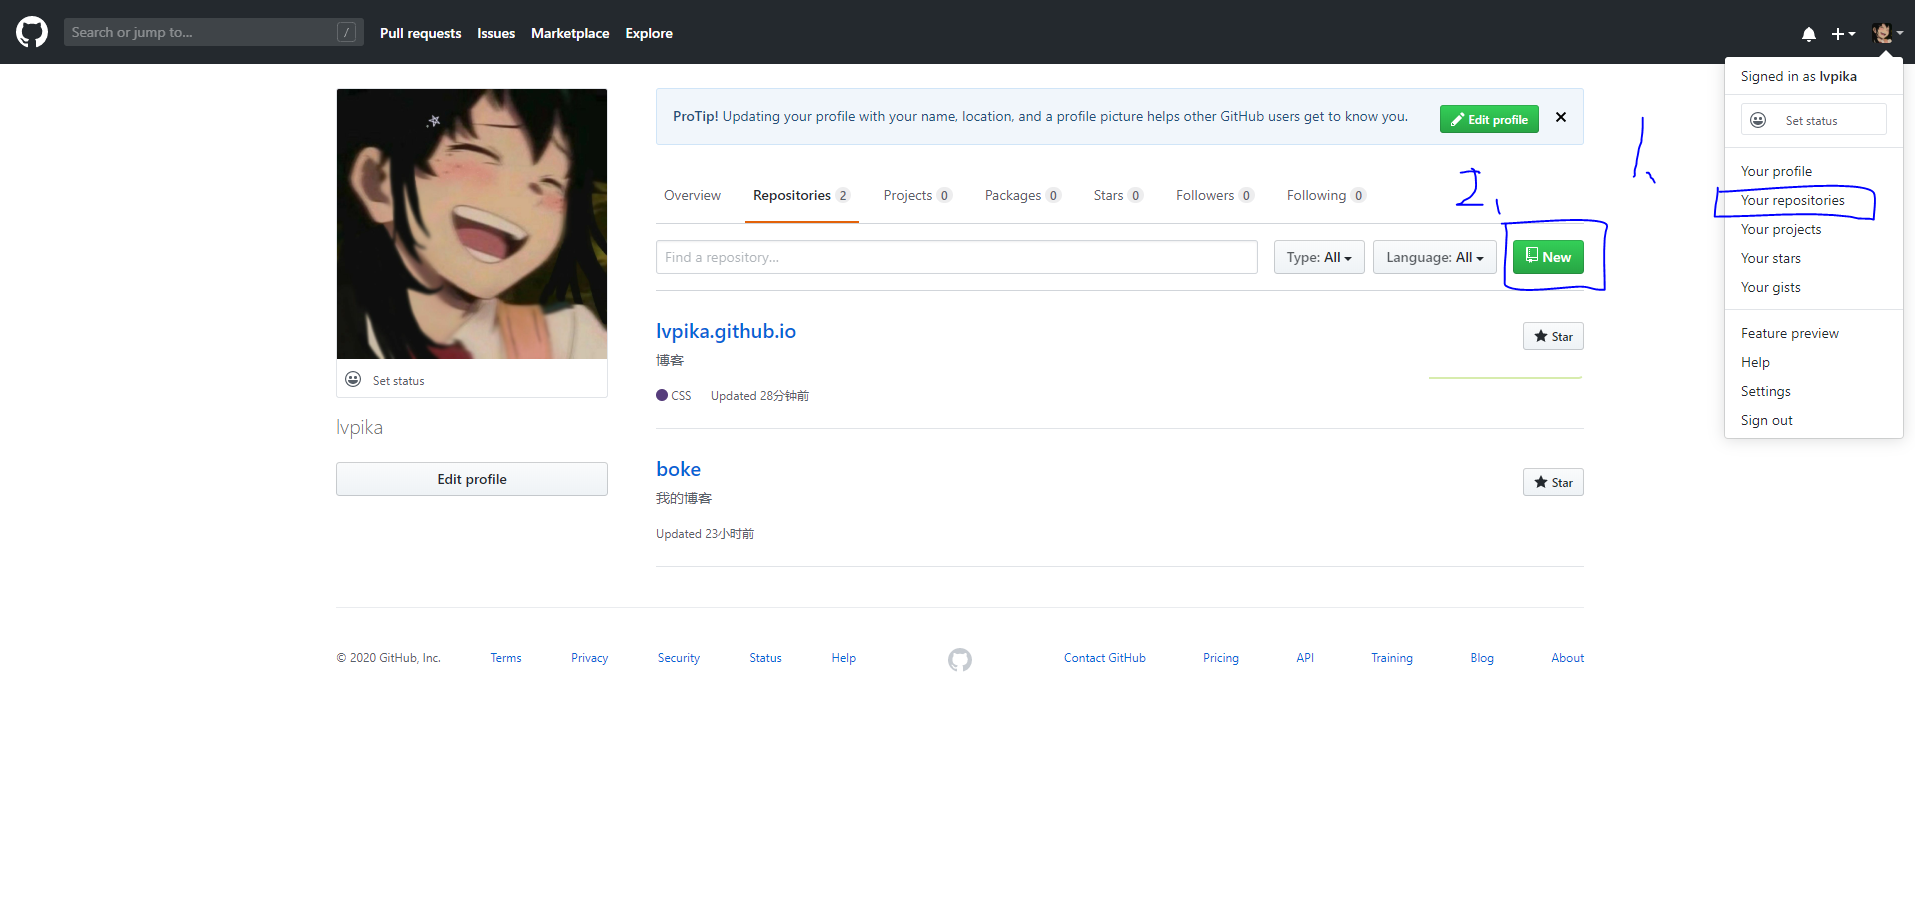 Search or jump to... /
Pull requests Issues Marketplace Explore
Signed in as lvpika
Set status
Your profile
Your repositories
Your projects
Your stars
Your gists
Feature preview
Help
Settings
Sign out
1.
ProTip! Updating your profile with your name, location, and a profile picture helps other GitHub users get to know you.
Edit profile
2.
Overview Repositories 2 Projects 0 Packages 0 Stars 0 Followers 0 Following 0
Find a repository... Type: All Language: All New
lvpika.github.io Star
博客
CSS Updated 28分钟前
boke Star
我的博客
Updated 23小时前
Set status
lvpika
Edit profile
© 2020 GitHub, Inc. Terms Privacy Security Status Help Contact GitHub Pricing API Training Blog About